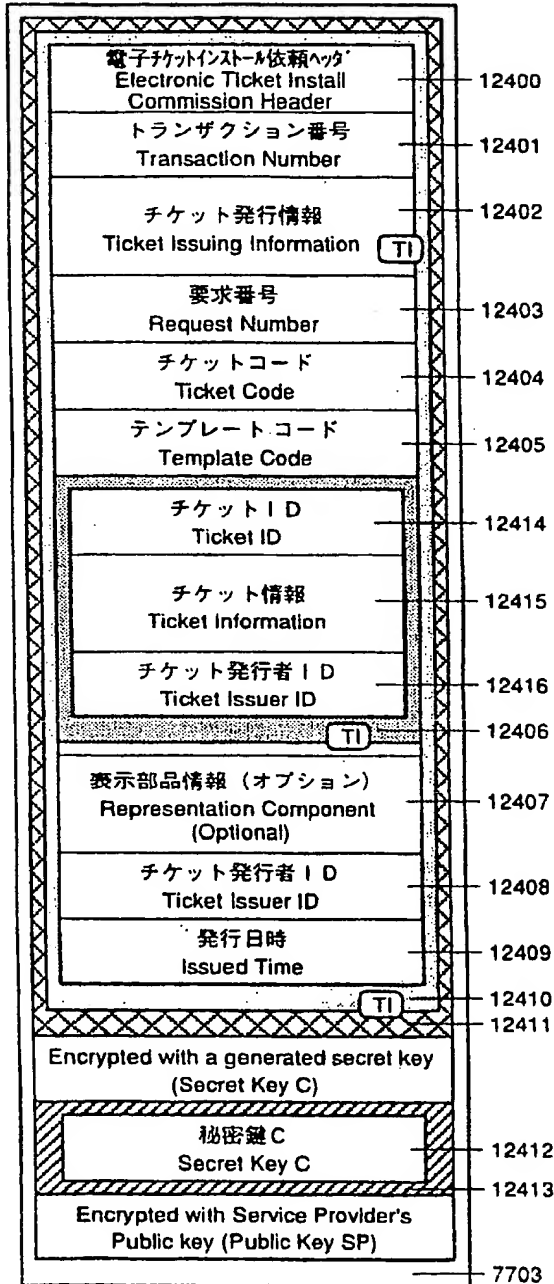 電子チケットインストール依頼ヘッダ
Electronic Ticket Install
Commission Header
12400
トランザクション番号
Transaction Number
12401
チケット発行情報
Ticket Issuing Information
TI
12402
要求番号
Request Number
12403
チケットコード
Ticket Code
12404
テンプレートコード
Template Code
12405
チケットID
Ticket ID
12414
チケット情報
Ticket Information
12415
チケット発行者ID
Ticket Issuer ID
12416
TI
12406
表示部品情報(オプション)
Representation Component
(Optional)
12407
チケット発行者ID
Ticket Issuer ID
12408
発行日時
Issued Time
12409
TI
12410
12411
Encrypted with a generated secret key
(Secret Key C)
秘密鍵C
Secret Key C
12412
12413
Encrypted with Service Provider's
Public key (Public Key SP)
7703